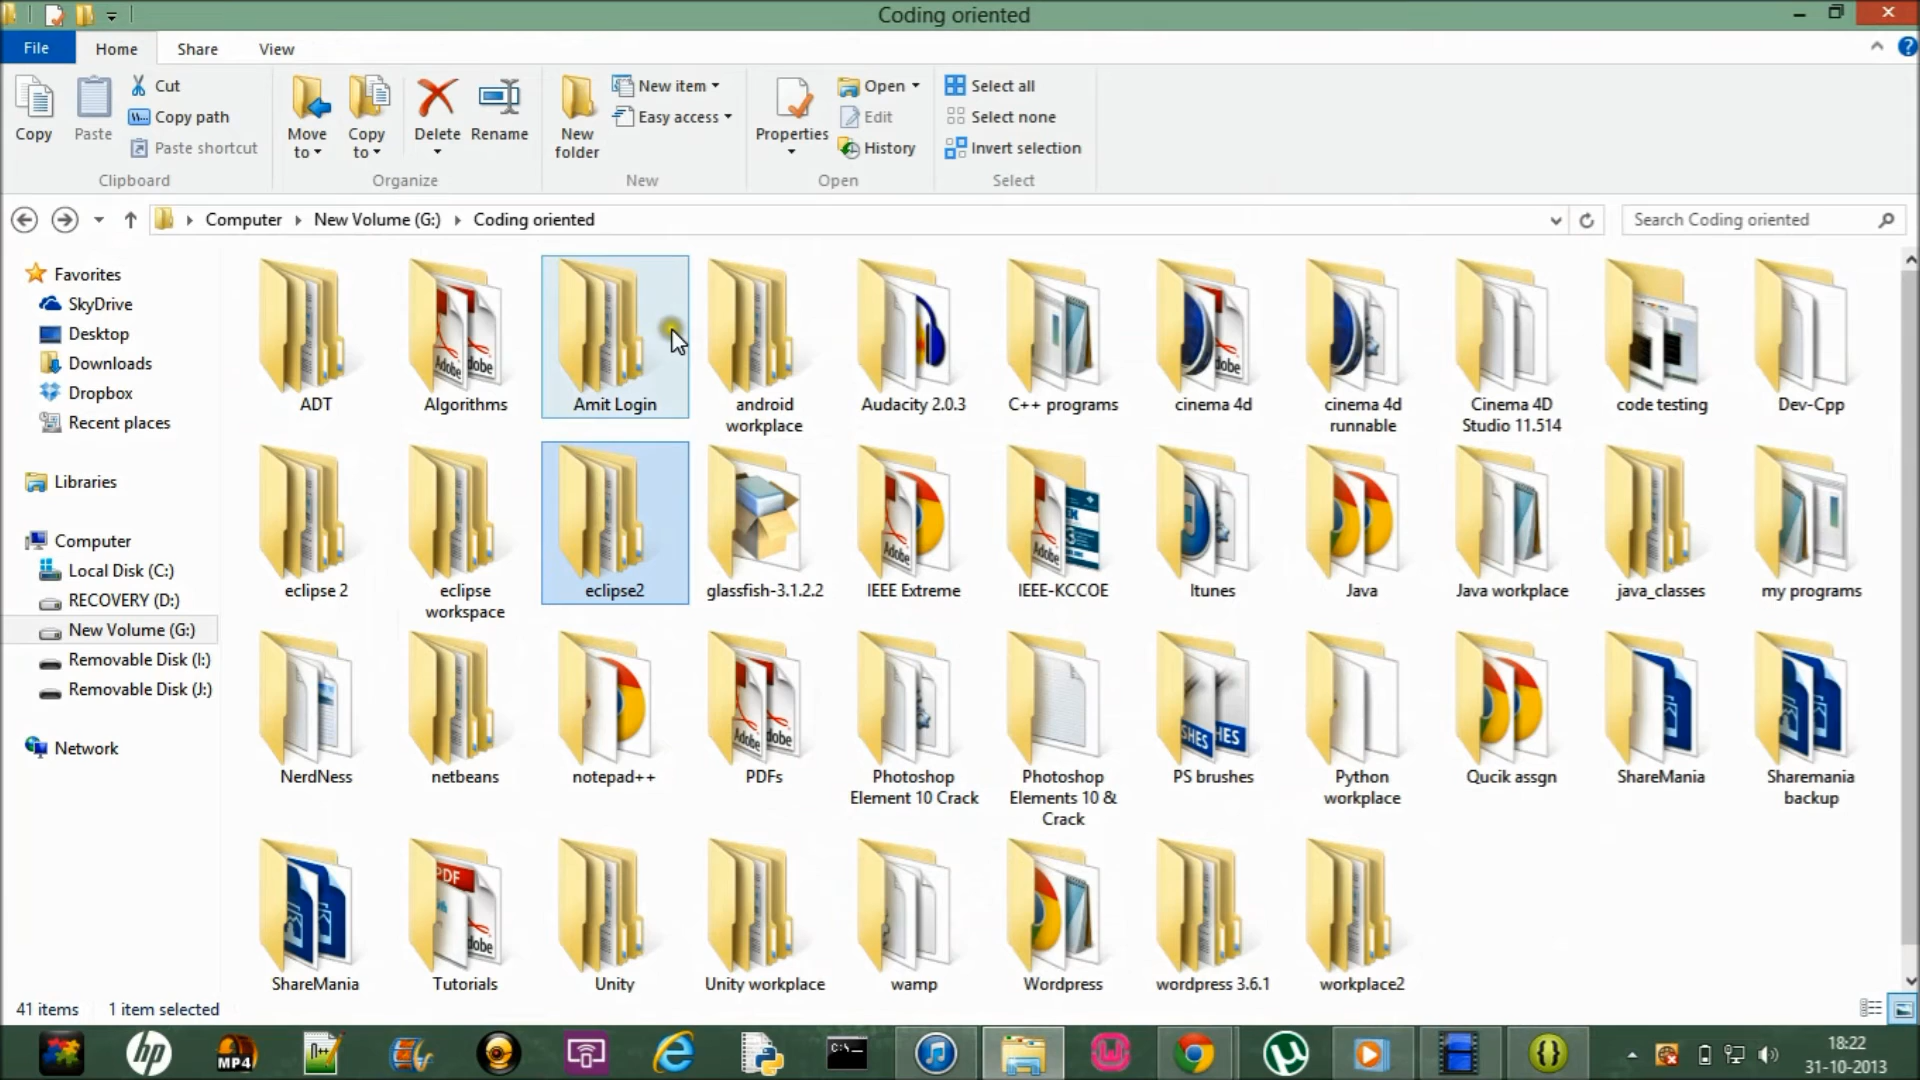 Coding oriented
File
Home
Share
View
Copy
Paste
Cut
Copy path
Paste shortcut
Clipboard
Move to
Copy to
Delete
Rename
Organize
New folder
New item
Easy access
New
Properties
Open
Edit
History
Open
Select all
Select none
Invert selection
Select
Computer
New Volume (G:)
Coding oriented
Search Coding oriented
Favorites
SkyDrive
Desktop
Downloads
Dropbox
Recent places
Libraries
Computer
Local Disk (C:)
RECOVERY (D:)
New Volume (G:)
Removable Disk (I:)
Removable Disk (J:)
Network
ADT
Algorithms
Amit Login
android
workplace
Audacity 2.0.3
C++ programs
cinema 4d
cinema 4d
runnable
Cinema 4D
Studio 11.514
code testing
Dev-Cpp
eclipse 2
eclipse
workspace
eclipse2
glassfish-3.1.2.2
IEEE Extreme
IEEE-KCCOE
Itunes
Java
Java workplace
java_classes
my programs
NerdNess
netbeans
notepad++
PDFs
Photoshop
Element 10 Crack
Photoshop
Elements 10 &
Crack
PS brushes
Python
workplace
Qucik assgn
ShareMania
Sharemania
backup
ShareMania
Tutorials
Unity
Unity workplace
wamp
Wordpress
wordpress 3.6.1
workplace2
41 items
1 item selected
18:22
31-10-2013